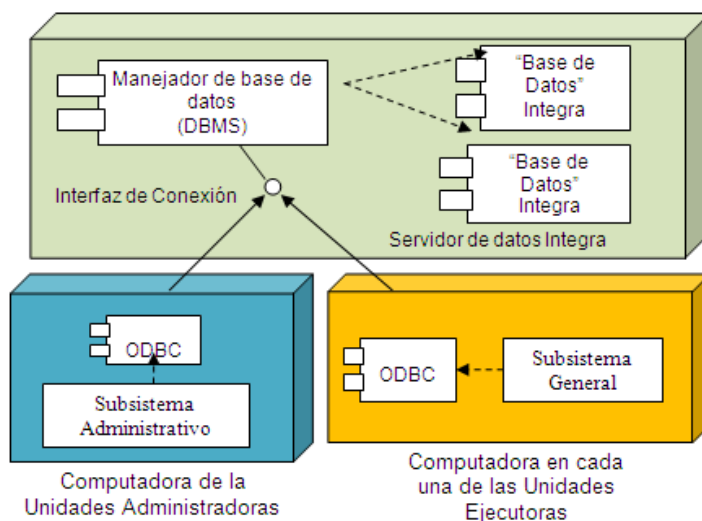 Manejador de base de
datos
(DBMS)
“Base de
Datos”
Integra
“Base de
Datos”
Integra
Interfaz de Conexión
Servidor de datos Integra
ODBC
Subsistema
Administrativo
ODBC
Subsistema
General
Computadora de la
Unidades Administradoras
Computadora en cada
una de las Unidades
Ejecutoras